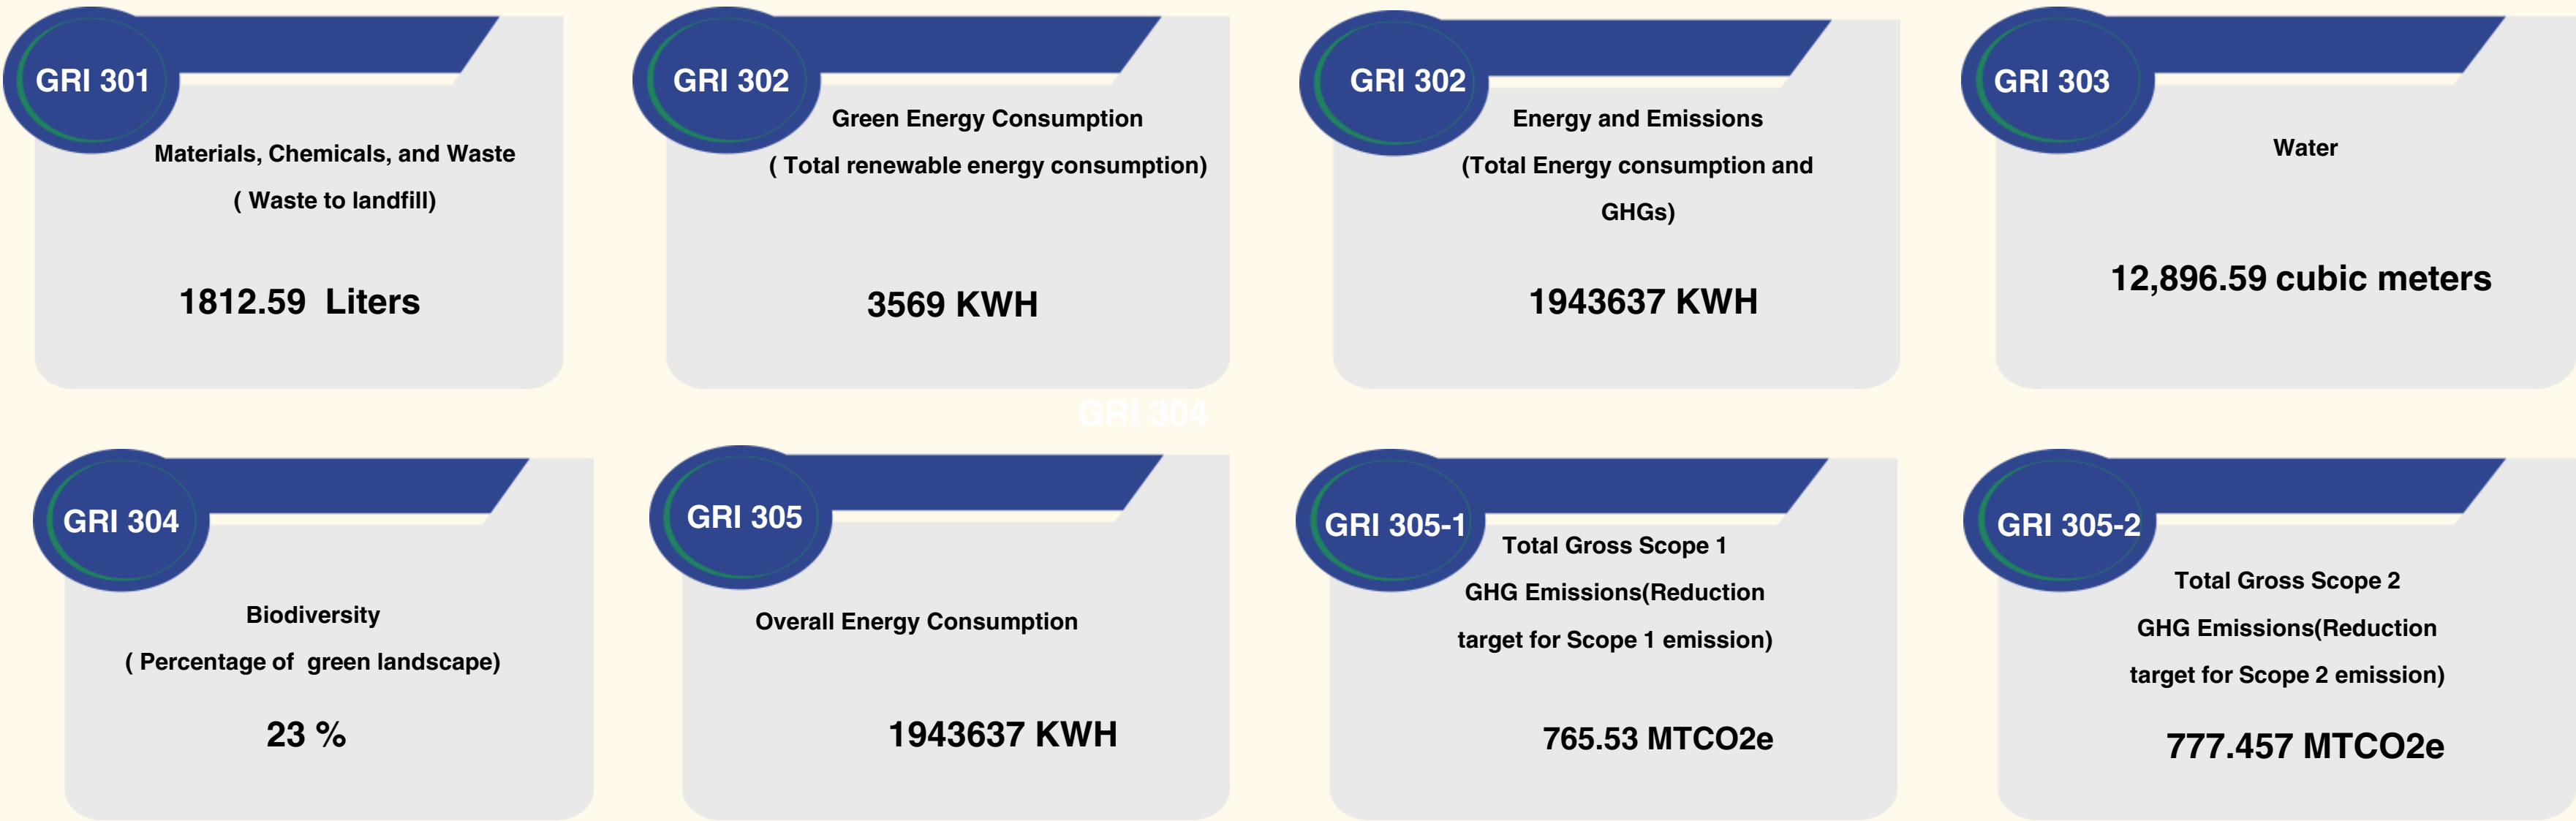 GRI 301
Materials, Chemicals, and Waste
( Waste to landfill)
1812.59  Liters
GRI 302
Green Energy Consumption
( Total renewable energy consumption)
3569 KWH
GRI 302
Energy and Emissions
(Total Energy consumption and
GHGs)
1943637 KWH
GRI 303
Water
12,896.59 cubic meters
GRI 304
GRI 304
Biodiversity
( Percentage of  green landscape)
23 %
GRI 305
Overall Energy Consumption
1943637 KWH
GRI 305-1
Total Gross Scope 1
GHG Emissions(Reduction
target for Scope 1 emission)
765.53 MTCO2e
GRI 305-2
Total Gross Scope 2
GHG Emissions(Reduction
target for Scope 2 emission)
777.457 MTCO2e